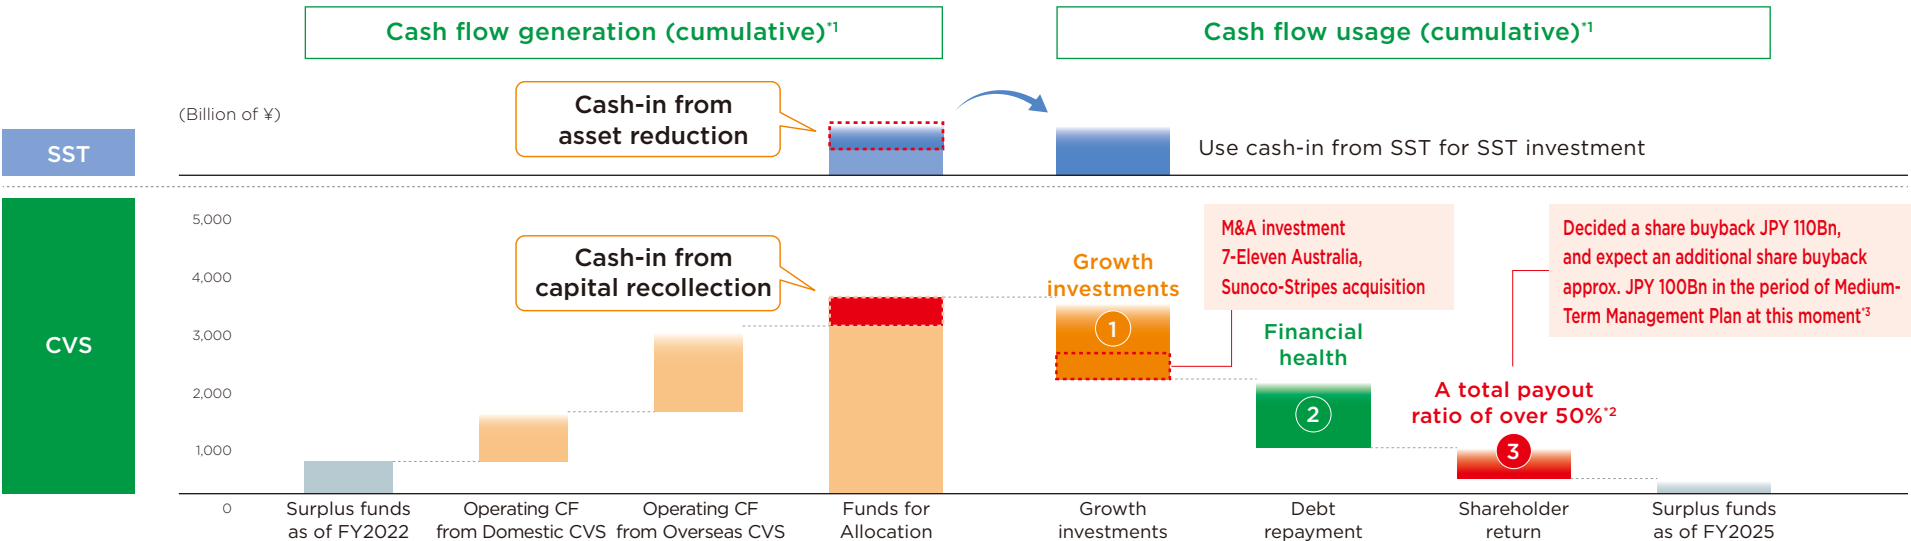 Cash flow generation (cumulative)*1
Cash flow usage (cumulative)*1
(Billion of ¥)
Cash-in from
asset reduction
SST
Use cash-in from SST for SST investment
CVS
5,000
4,000
3,000
2,000
1,000
0
Cash-in from
capital recollection
Growth
investments
1
M&A investment
7-Eleven Australia,
Sunoco-Stripes acquisition
Financial
health
2
Decided a share buyback JPY 110Bn,
and expect an additional share buyback
approx. JPY 100Bn in the period of Medium-
Term Management Plan at this moment*3
A total payout
ratio of over 50%*2
3
Surplus funds
as of FY2022
Operating CF
from Domestic CVS
Operating CF
from Overseas CVS
Funds for
Allocation
Growth
investments
Debt
repayment
Shareholder
return
Surplus funds
as of FY2025